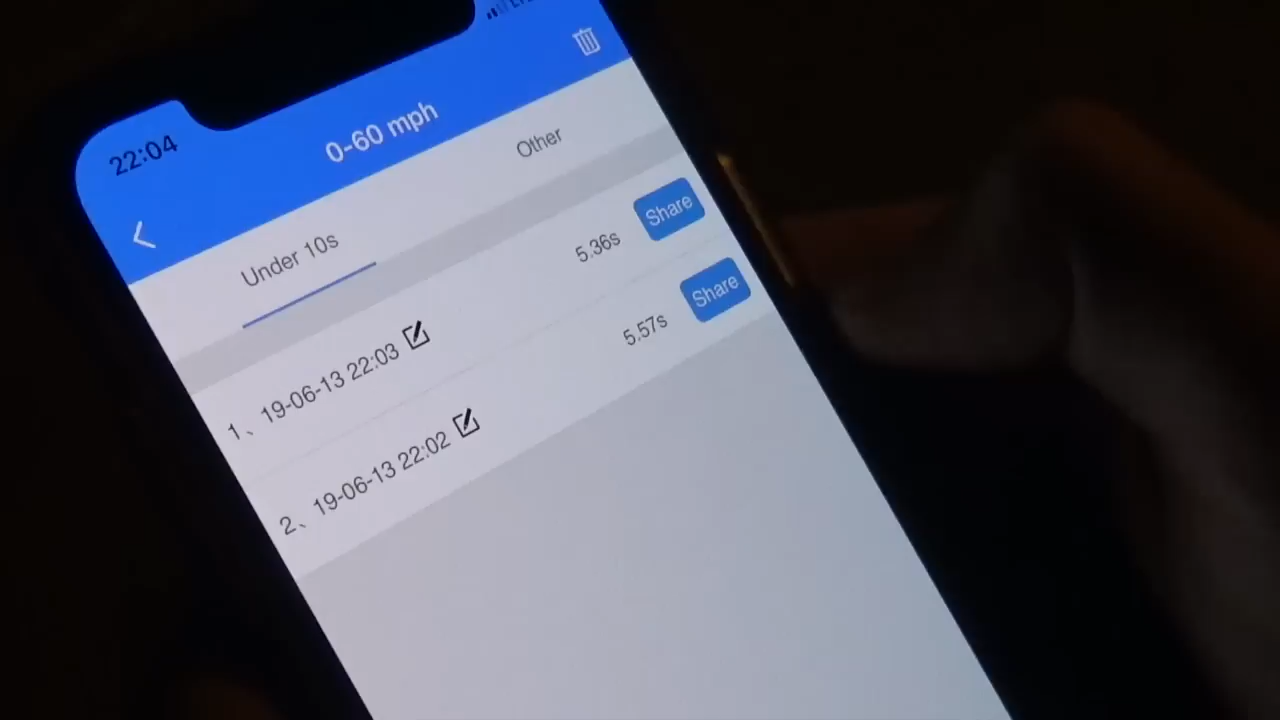 22:04
0-60 mph
Under 10s
Other
1、19-06-13 22:03
5.36s
Share
2、19-06-13 22:02
5.57s
Share